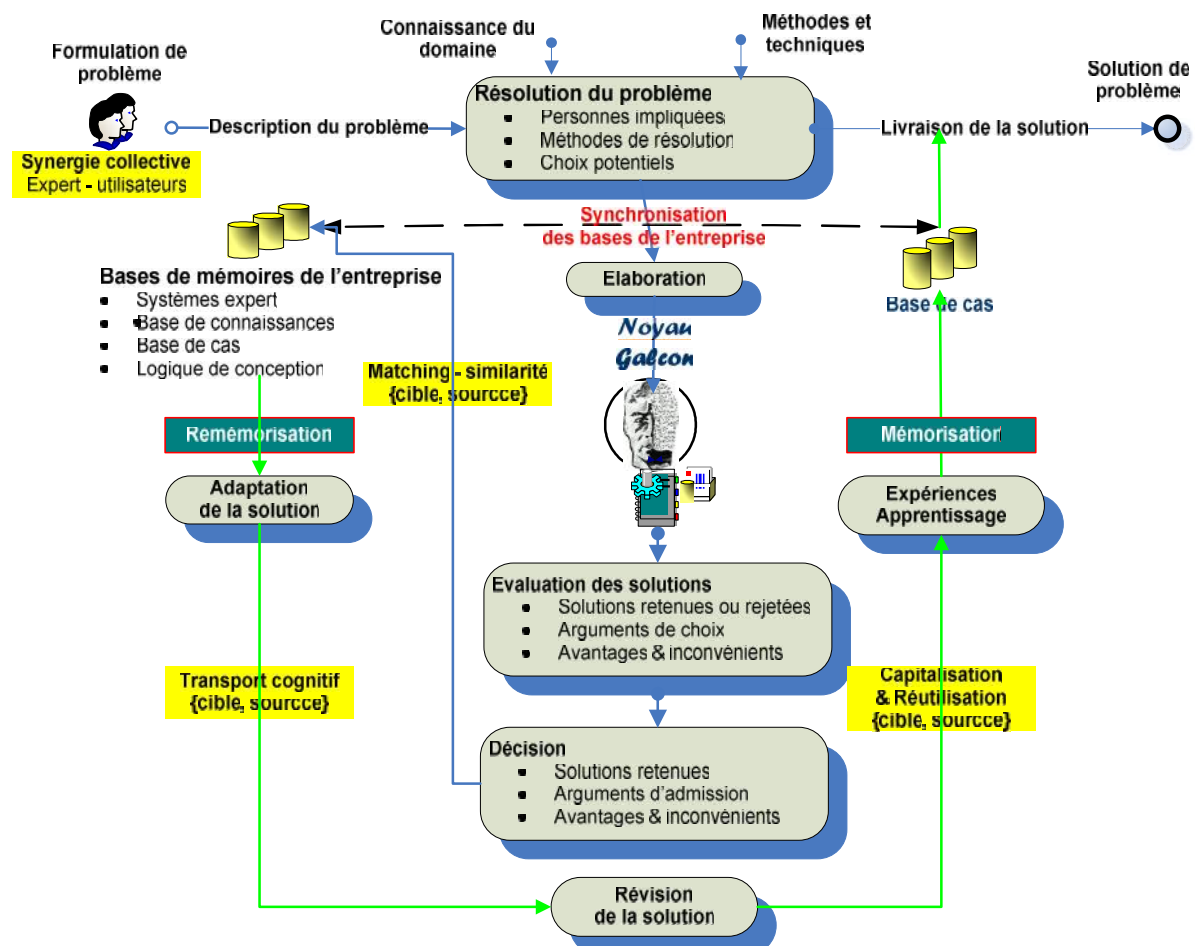 Connaissance du
domaine
Méthodes et
techniques
Formulation de
problème
Solution de
problème
Résolution du problème
▪ Personnes impliquées
▪ Méthodes de résolution
▪ Choix potentiels
Description du problème
Livraison de la solution
Synergie collective
Expert - utilisateurs
Synchronisation
des bases de l'entreprise
Bases de mémoires de l'entreprise
▪ Systèmes expert
▪ Base de connaissances
▪ Base de cas
▪ Logique de conception
Elaboration
Base de cas
Noyau
Galcon
Matching - similarité
{cible, sourcce}
Remémorisation
Mémorisation
Adaptation
de la solution
Expériences
Apprentissage
Evaluation des solutions
▪ Solutions retenues ou rejetées
▪ Arguments de choix
▪ Avantages & inconvénients
Transport cognitif
{cible, sourcce}
Capitalisation
& Réutilisation
{cible, sourcce}
Décision
▪ Solutions retenues
▪ Arguments d'admission
▪ Avantages & inconvénients
Révision
de la solution